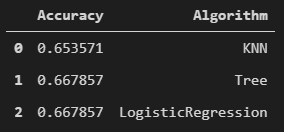 Accuracy Algorithm
0 0.653571 KNN
1 0.667857 Tree
2 0.667857 LogisticRegression